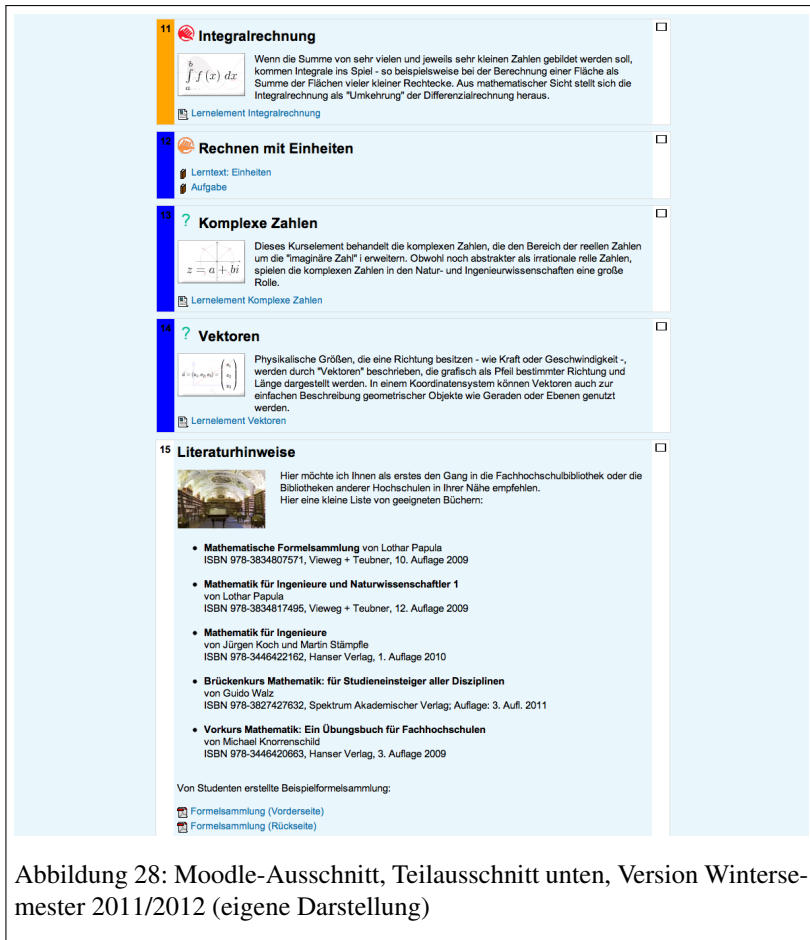 11
Integralrechnung
∫ₐᵇ f (x) dx
Wenn die Summe von sehr vielen und jeweils sehr kleinen Zahlen gebildet werden soll,
kommen Integrale ins Spiel - so beispielsweise bei der Berechnung einer Fläche als
Summe der Flächen vieler kleiner Rechtecke. Aus mathematischer Sicht stellt sich die
Integralrechnung als "Umkehrung" der Differenzialrechnung heraus.
Lernelement Integralrechnung
12
Rechnen mit Einheiten
Lerntext: Einheiten
Aufgabe
13
? Komplexe Zahlen
z = a + bi
Dieses Kurselement behandelt die komplexen Zahlen, die den Bereich der reellen Zahlen
um die "imaginäre Zahl" i erweitern. Obwohl noch abstrakter als irrationale relle Zahlen,
spielen die komplexen Zahlen in den Natur- und Ingenieurwissenschaften eine große
Rolle.
Lernelement Komplexe Zahlen
14
? Vektoren
Physikalische Größen, die eine Richtung besitzen - wie Kraft oder Geschwindigkeit -,
werden durch "Vektoren" beschrieben, die grafisch als Pfeil bestimmter Richtung und
Länge dargestellt werden. In einem Koordinatensystem können Vektoren auch zur
einfachen Beschreibung geometrischer Objekte wie Geraden oder Ebenen genutzt
werden.
Lernelement Vektoren
15
Literaturhinweise
Hier möchte ich Ihnen als erstes den Gang in die Fachhochschulbibliothek oder die
Bibliotheken anderer Hochschulen in Ihrer Nähe empfehlen.
Hier eine kleine Liste von geeigneten Büchern:
• Mathematische Formelsammlung von Lothar Papula
ISBN 978-3834807571, Vieweg + Teubner, 10. Auflage 2009
• Mathematik für Ingenieure und Naturwissenschaftler 1
von Lothar Papula
ISBN 978-3834817495, Vieweg + Teubner, 12. Auflage 2009
• Mathematik für Ingenieure
von Jürgen Koch und Martin Stämpfle
ISBN 978-3446422162, Hanser Verlag, 1. Auflage 2010
• Brückenkurs Mathematik: für Studieneinsteiger aller Disziplinen
von Guido Walz
ISBN 978-3827427632, Spektrum Akademischer Verlag; Auflage: 3. Aufl. 2011
• Vorkurs Mathematik: Ein Übungsbuch für Fachhochschulen
von Michael Knorrenschild
ISBN 978-3446420663, Hanser Verlag, 3. Auflage 2009
Von Studenten erstellte Beispielformelsammlung:
Formelsammlung (Vorderseite)
Formelsammlung (Rückseite)
Abbildung 28: Moodle-Ausschnitt, Teilausschnitt unten, Version Winterse-
mester 2011/2012 (eigene Darstellung)